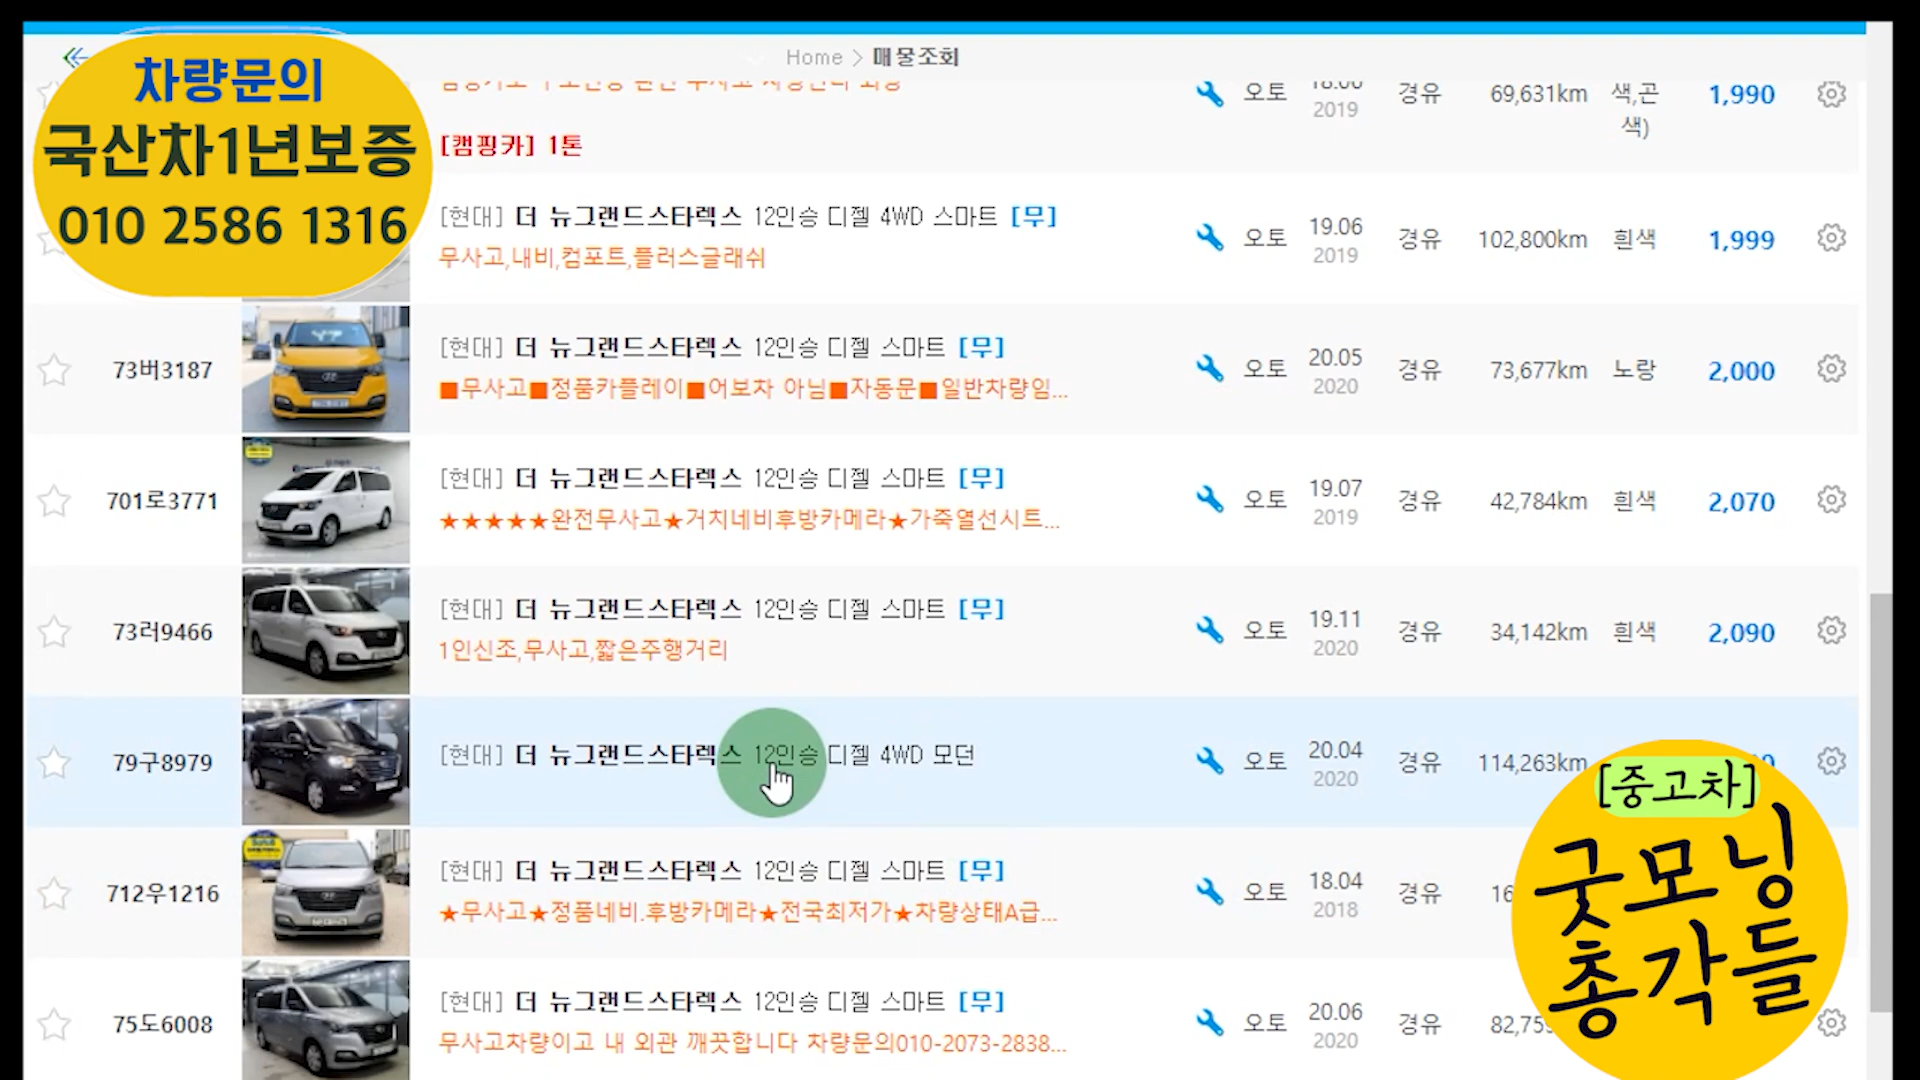 Home > 매물조회
차량문의
국산차1년보증
010 2586 1316
[캠핑카] 1톤
오토
2019
경유
69,631km
색,곤
색)
1,990
[현대] 더 뉴그랜드스타렉스 12인승 디젤 4WD 스마트 [무]
무사고,내비,컴포트,플러스글래쉬
오토
19.06
2019
경유
102,800km
흰색
1,999
73버3187
[현대] 더 뉴그랜드스타렉스 12인승 디젤 스마트 [무]
■무사고■정품카플레이■어보차 아님■자동문■일반차량임...
오토
20.05
2020
경유
73,677km
노랑
2,000
701로3771
[현대] 더 뉴그랜드스타렉스 12인승 디젤 스마트 [무]
★★★★★완전무사고★거치네비후방카메라★가죽열선시트...
오토
19.07
2019
경유
42,784km
흰색
2,070
73러9466
[현대] 더 뉴그랜드스타렉스 12인승 디젤 스마트 [무]
1인신조,무사고,짧은주행거리
오토
19.11
2020
경유
34,142km
흰색
2,090
79구8979
[현대] 더 뉴그랜드스타렉스 12인승 디젤 4WD 모던
오토
20.04
2020
경유
114,263km
712우1216
[현대] 더 뉴그랜드스타렉스 12인승 디젤 스마트 [무]
★무사고★정품네비.후방카메라★전국최저가★차량상태A급...
오토
18.04
2018
경유
75도6008
[현대] 더 뉴그랜드스타렉스 12인승 디젤 스마트 [무]
무사고차량이고 내 외관 깨끗합니다 차량문의010-2073-2838...
오토
20.06
2020
경유
[중고차]
굿모닝
총각들